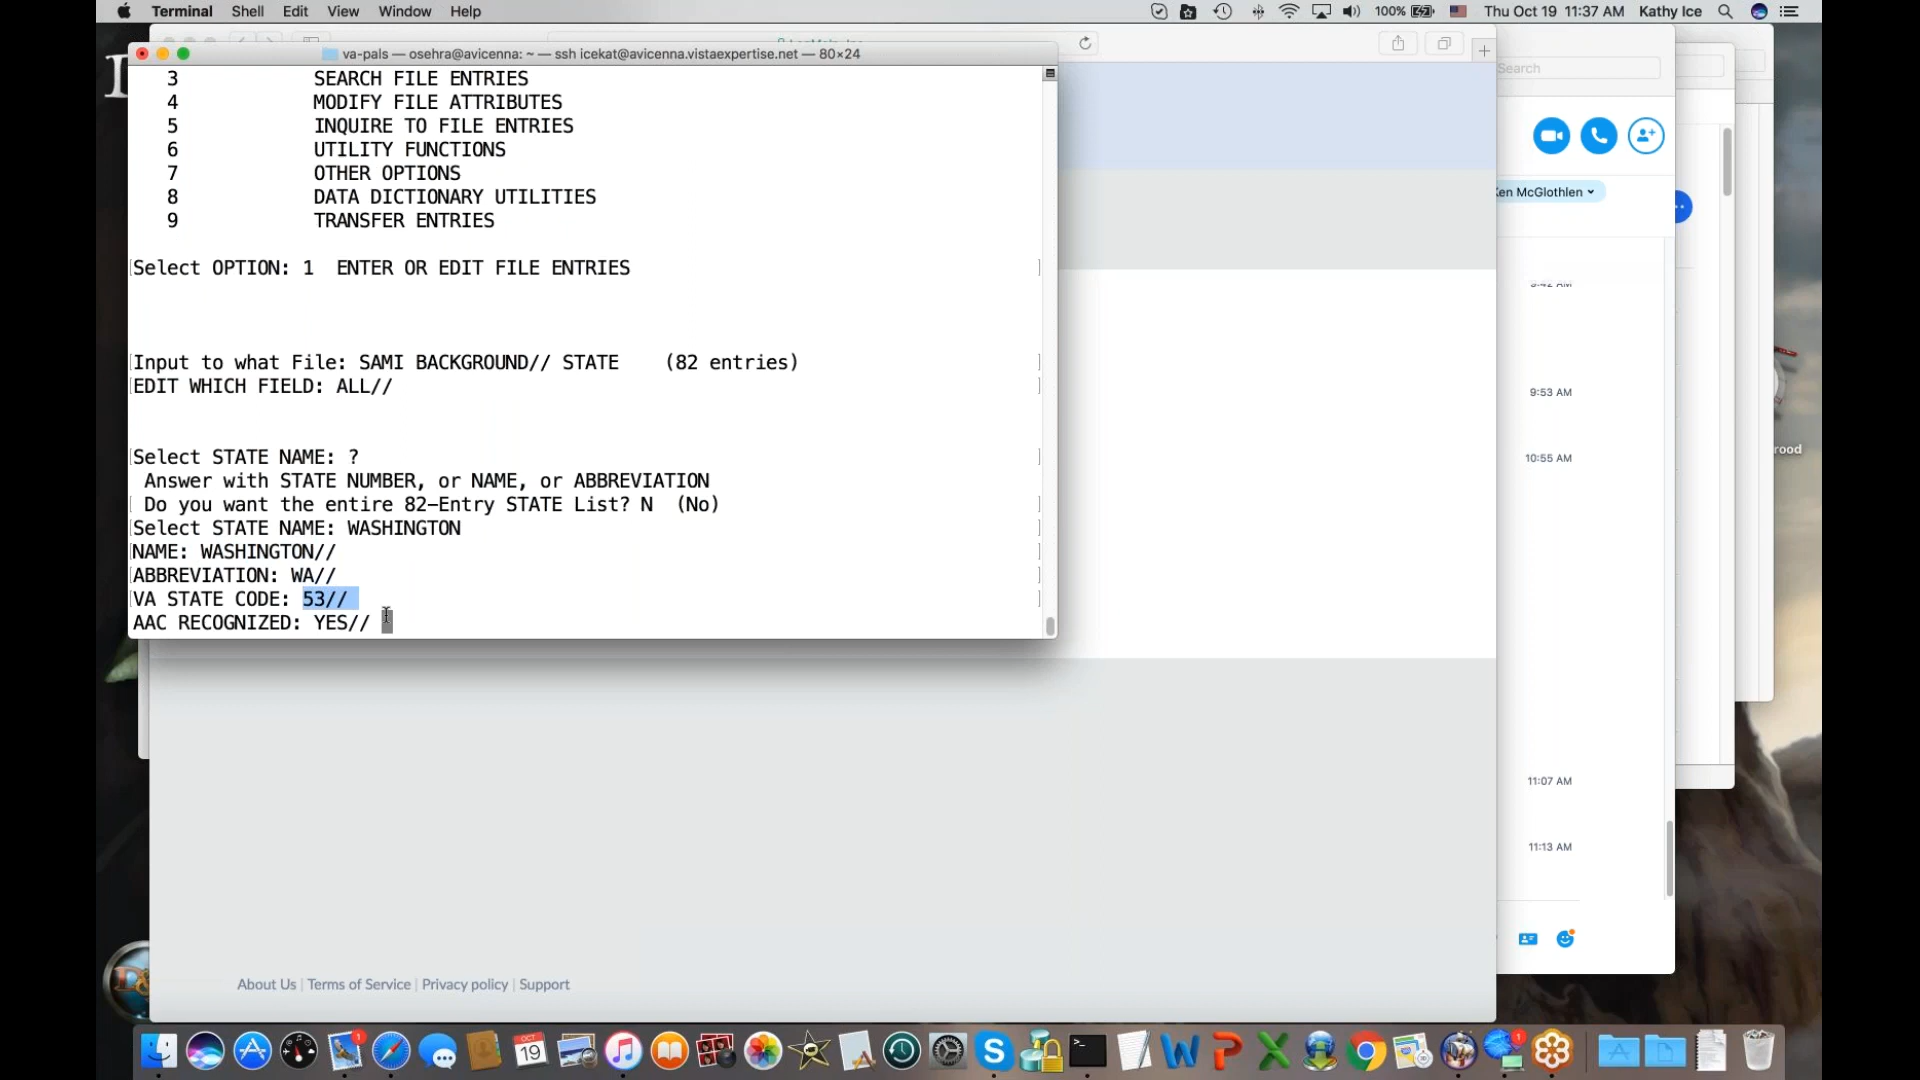 Terminal Shell Edit View Window Help
100% Thu Oct 19 11:37 AM Kathy Ice
va-pals — osehra@avicenna: ~ — ssh icekat@avicenna.vistaexpertise.net — 80×24
3 SEARCH FILE ENTRIES
4 MODIFY FILE ATTRIBUTES
5 INQUIRE TO FILE ENTRIES
6 UTILITY FUNCTIONS
7 OTHER OPTIONS
8 DATA DICTIONARY UTILITIES
9 TRANSFER ENTRIES
Select OPTION: 1 ENTER OR EDIT FILE ENTRIES
Input to what File: SAMI BACKGROUND// STATE (82 entries)
EDIT WHICH FIELD: ALL//
Select STATE NAME: ?
Answer with STATE NUMBER, or NAME, or ABBREVIATION
Do you want the entire 82-Entry STATE List? N (No)
Select STATE NAME: WASHINGTON
NAME: WASHINGTON//
ABBREVIATION: WA//
VA STATE CODE: 53//
AAC RECOGNIZED: YES//
Search
Ken McGlothlen
9:53 AM
10:55 AM
rood
11:07 AM
11:13 AM
About Us | Terms of Service | Privacy policy | Support
OCT
19
1
1